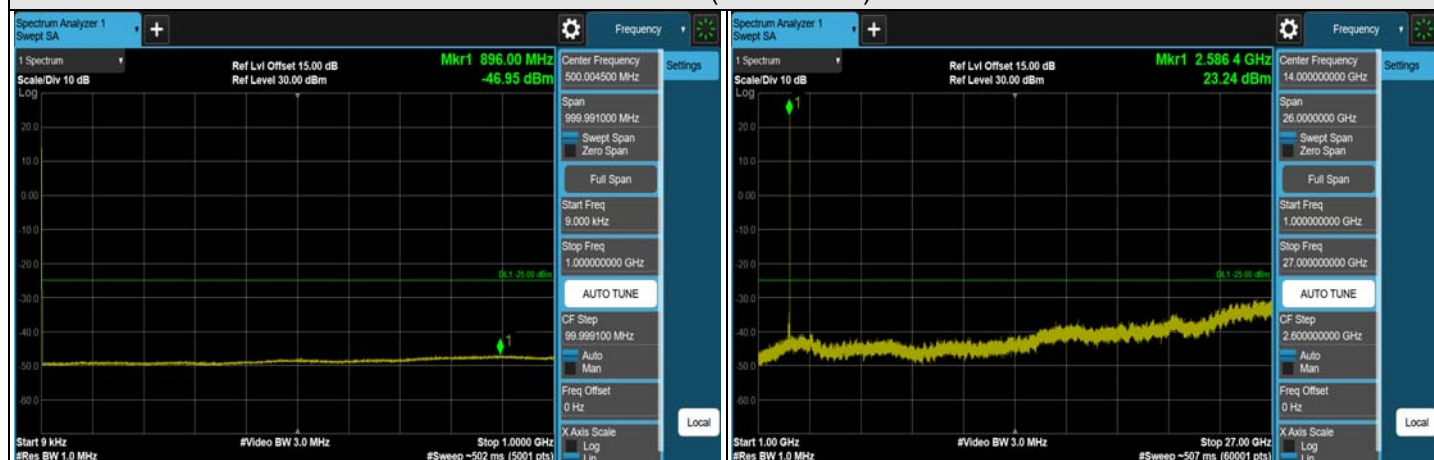 Spectrum Analyzer 1
Swept SA
+
Frequency
1 Spectrum
Scale/Div 10 dB
Log
Ref Lvl Offset 15.00 dB
Ref Level 30.00 dBm
Mkr1 896.00 MHz
-46.95 dBm
20.0
10.0
0.00
-10.0
-20.0
-30.0
-40.0
-50.0
-60.0
DL1 -25.00 dBm
1
Start 9 kHz
#Res BW 1.0 MHz
#Video BW 3.0 MHz
Stop 1.0000 GHz
#Sweep ~502 ms (5001 pts)
Center Frequency
500.004500 MHz
Settings
Span
999.991000 MHz
Swept Span
Zero Span
Full Span
Start Freq
9.000 kHz
Stop Freq
1.000000000 GHz
AUTO TUNE
CF Step
99.999100 MHz
Auto
Man
Freq Offset
0 Hz
X Axis Scale
Log
Lin
Local
Spectrum Analyzer 1
Swept SA
+
Frequency
1 Spectrum
Scale/Div 10 dB
Log
Ref Lvl Offset 15.00 dB
Ref Level 30.00 dBm
Mkr1 2.586 4 GHz
23.24 dBm
1
20.0
10.0
0.00
-10.0
-20.0
-30.0
-40.0
-50.0
-60.0
DL1 -25.00 dBm
Start 1.00 GHz
#Res BW 1.0 MHz
#Video BW 3.0 MHz
Stop 27.00 GHz
#Sweep ~507 ms (60001 pts)
Center Frequency
14.000000000 GHz
Settings
Span
26.0000000 GHz
Swept Span
Zero Span
Full Span
Start Freq
1.000000000 GHz
Stop Freq
27.000000000 GHz
AUTO TUNE
CF Step
2.600000000 GHz
Auto
Man
Freq Offset
0 Hz
X Axis Scale
Log
Lin
Local